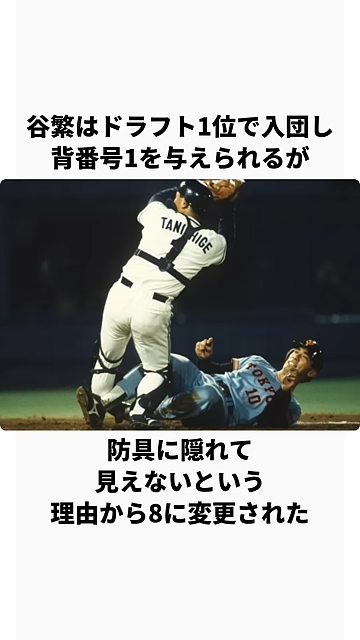 谷繁はドラフト1位で入団し
背番号1を与えられるが
TANISHIGE
1
TOKYO
10
防具に隠れて
見えないという
理由から8に変更された